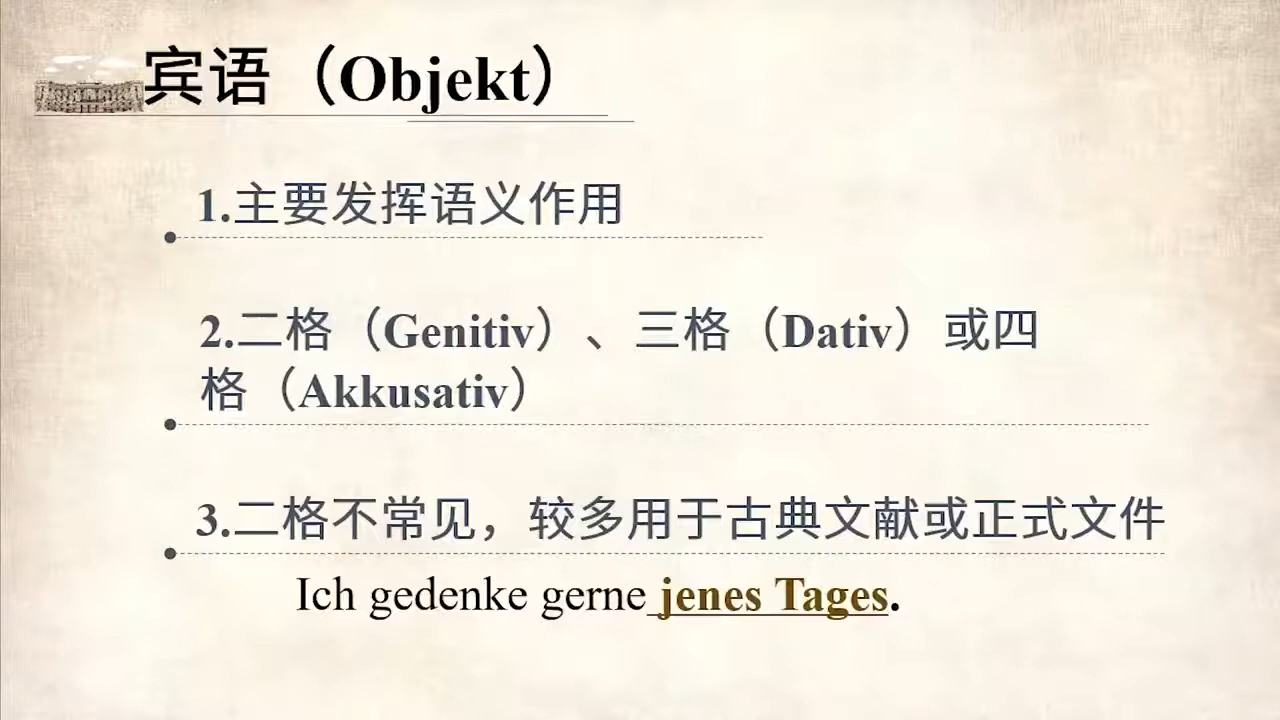 宾语（Objekt）
1.主要发挥语义作用
2.二格（Genitiv）、三格（Dativ）或四
格（Akkusativ）
3.二格不常见，较多用于古典文献或正式文件
Ich gedenke gerne jenes Tages.